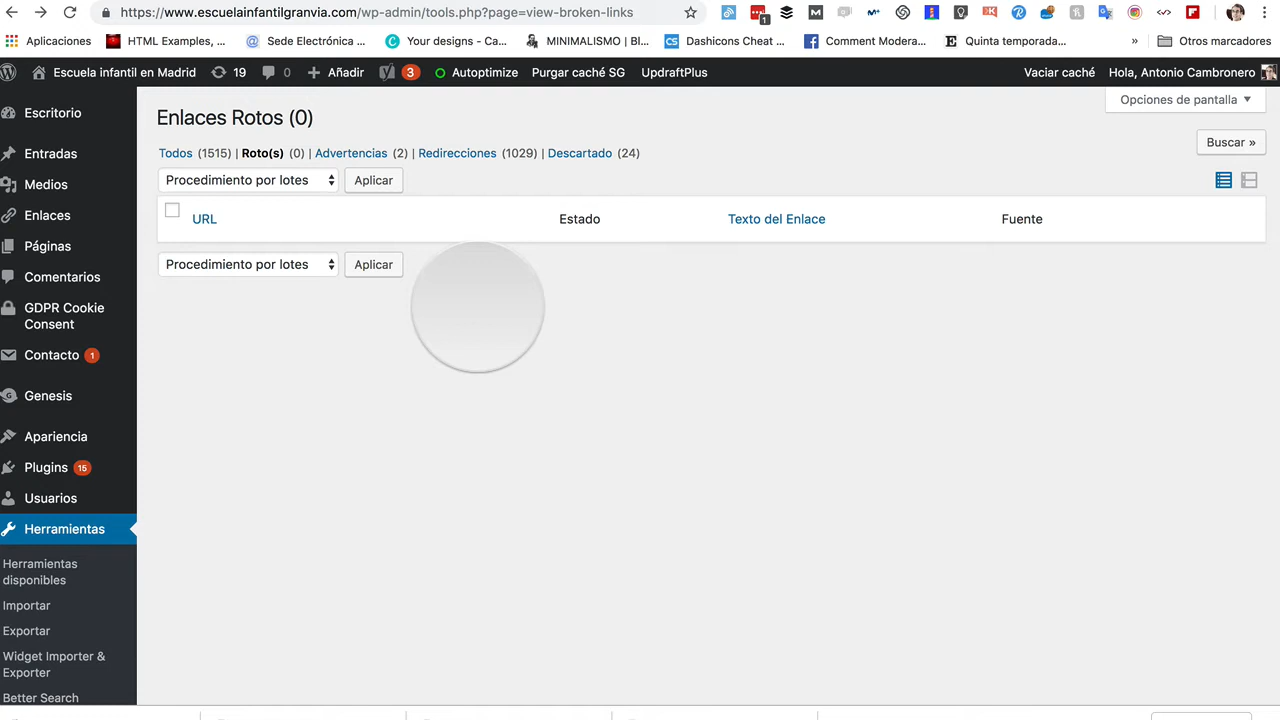 https://www.escuelainfantilgranvia.com/wp-admin/tools.php?page=view-broken-links
1
Aplicaciones
HTML Examples, ...
Sede Electrónica ...
Your designs - Ca...
MINIMALISMO | Bl...
Dashicons Cheat ...
Comment Modera...
Quinta temporada...
»
Otros marcadores
Escuela infantil en Madrid
19
0
Añadir
3
Autoptimize
Purgar caché SG
UpdraftPlus
Vaciar caché
Hola, Antonio Cambronero
Escritorio
Entradas
Medios
Enlaces
Páginas
Comentarios
GDPR Cookie
Consent
Contacto 1
Genesis
Apariencia
Plugins 15
Usuarios
Herramientas
Herramientas
disponibles
Importar
Exportar
Widget Importer &
Exporter
Better Search
Opciones de pantalla
Enlaces Rotos (0)
Buscar »
Todos (1515) | Roto(s) (0) | Advertencias (2) | Redirecciones (1029) | Descartado (24)
Procedimiento por lotes
Aplicar
URL
Estado
Texto del Enlace
Fuente
Procedimiento por lotes
Aplicar